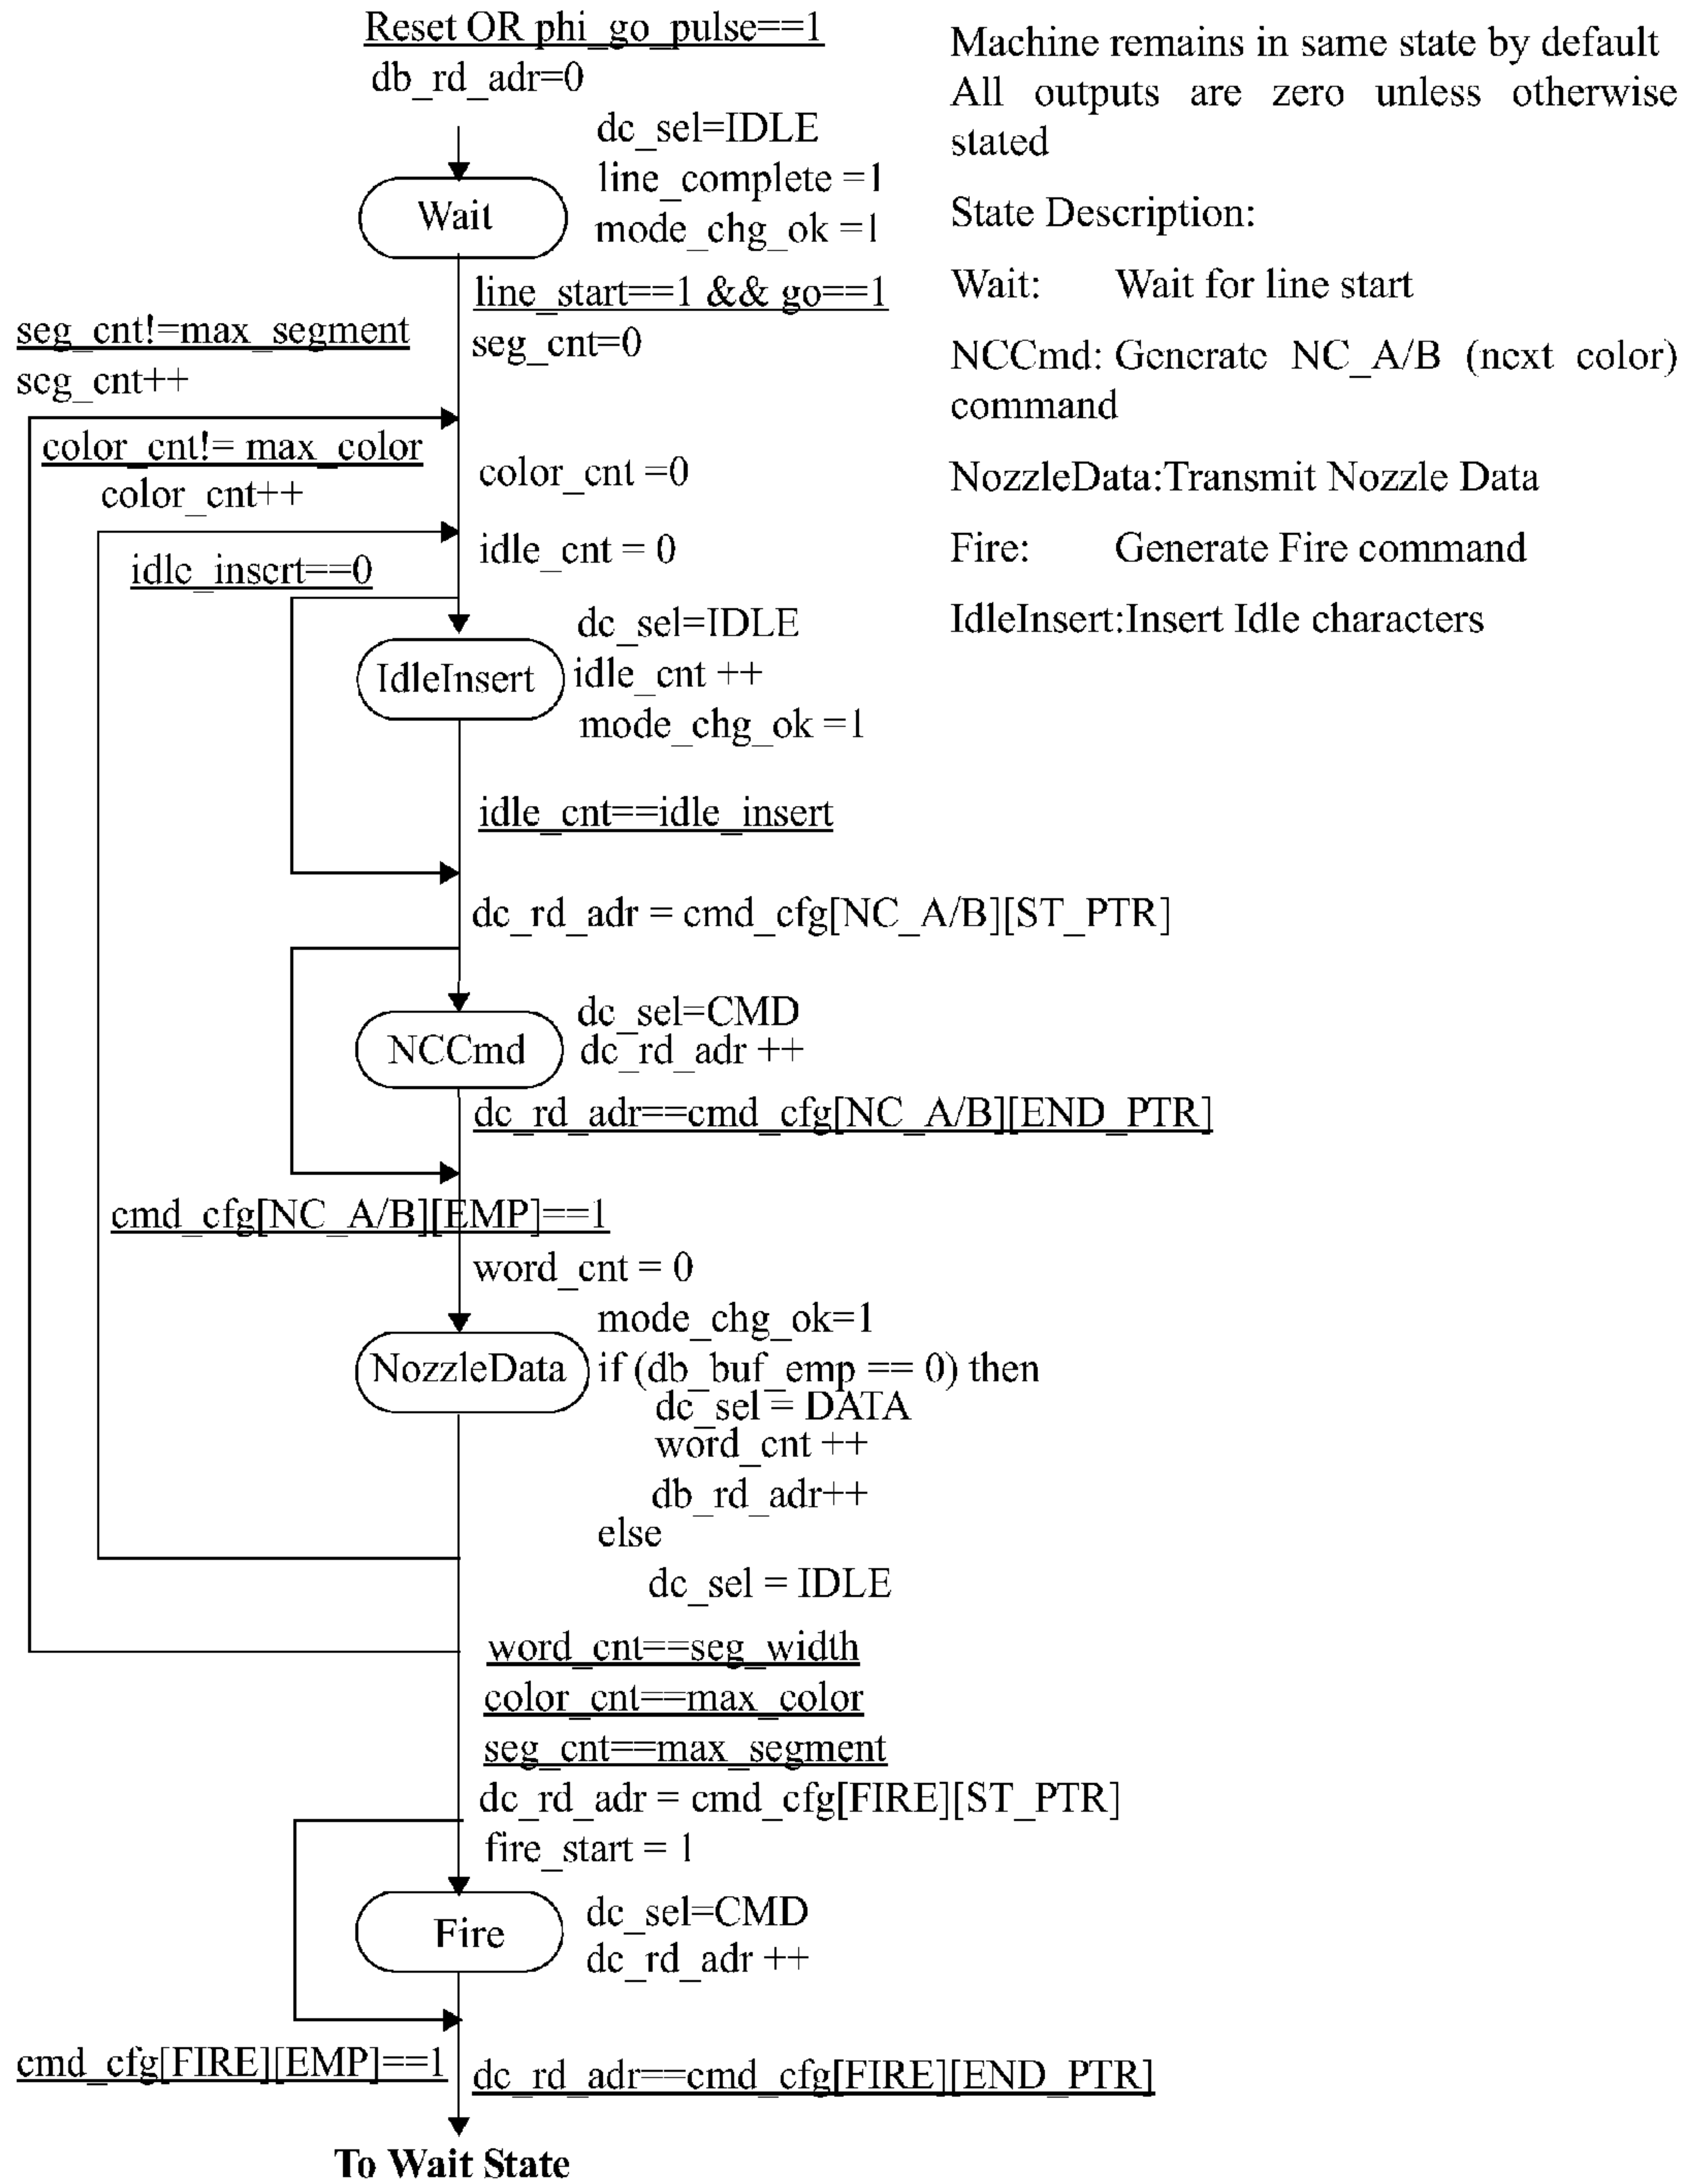 Reset OR phi_go_pulse==1
db_rd_adr=0
dc_sel=IDLE
line_complete =1
mode_chg_ok =1
Wait
line_start==1 && go==1
seg_cnt=0
seg_cnt!=max_segment
seg_cnt++
color_cnt!= max_color
color_cnt++
color_cnt =0
idle_cnt = 0
idle_insert==0
dc_sel=IDLE
idle_cnt ++
mode_chg_ok =1
IdleInsert
idle_cnt==idle_insert
dc_rd_adr = cmd_cfg[NC_A/B][ST_PTR]
dc_sel=CMD
dc_rd_adr ++
NCCmd
dc_rd_adr==cmd_cfg[NC_A/B][END_PTR]
cmd_cfg[NC_A/B][EMP]==1
word_cnt = 0
mode_chg_ok=1
NozzleData
if (db_buf_emp == 0) then
dc_sel = DATA
word_cnt ++
db_rd_adr++
else
dc_sel = IDLE
word_cnt==seg_width
color_cnt==max_color
seg_cnt==max_segment
dc_rd_adr = cmd_cfg[FIRE][ST_PTR]
fire_start = 1
Fire
dc_sel=CMD
dc_rd_adr ++
cmd_cfg[FIRE][EMP]==1
dc_rd_adr==cmd_cfg[FIRE][END_PTR]
To Wait State
Machine remains in same state by default
All outputs are zero unless otherwise
stated
State Description:
Wait: Wait for line start
NCCmd: Generate NC_A/B (next color)
command
NozzleData:Transmit Nozzle Data
Fire: Generate Fire command
IdleInsert:Insert Idle characters